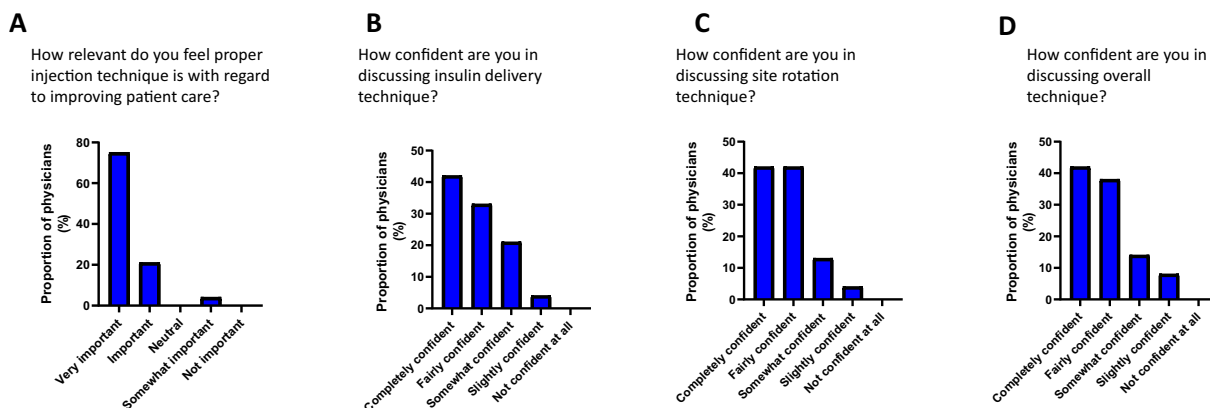 A
How relevant do you feel proper
injection technique is with regard
to improving patient care?
Proportion of physicians
(%)
80
60
40
20
0
Very important
Important
Neutral
Somewhat important
Not important
B
How confident are you in
discussing insulin delivery
technique?
Proportion of physicians
(%)
50
40
30
20
10
0
Completely confident
Fairly confident
Somewhat confident
Slightly confident
Not confident at all
C
How confident are you in
discussing site rotation
technique?
Proportion of physicians
(%)
50
40
30
20
10
0
Completely confident
Fairly confident
Somewhat confident
Slightly confident
Not confident at all
D
How confident are you in
discussing overall
technique?
Proportion of physicians
(%)
50
40
30
20
10
0
Completely confident
Fairly confident
Somewhat confident
Slightly confident
Not confident at all